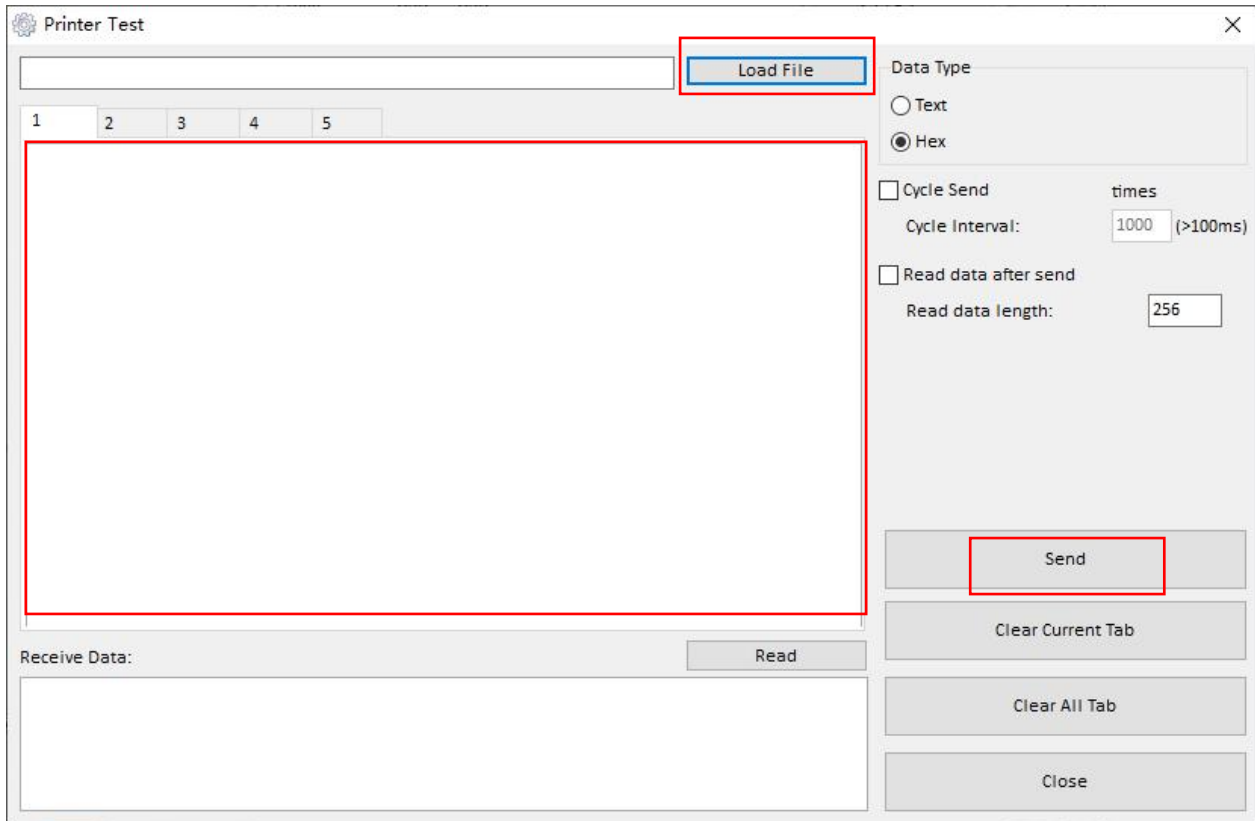 Printer Test
Load File
Data Type
Text
Hex
1 2 3 4 5
Cycle Send times
Cycle Interval: 1000 (>100ms)
Read data after send
Read data length: 256
Send
Clear Current Tab
Receive Data: Read
Clear All Tab
Close